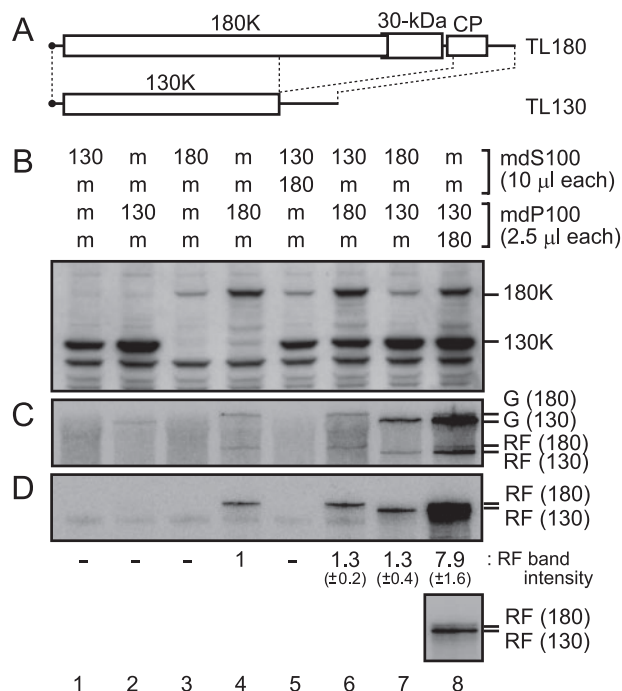 A
180K 30-kDa CP
TL180
130K
TL130
B
130 m 180 m 130 130 180 m
mdS100
m m m m 180 m m m
(10 µl each)
m 130 m 180 m 180 130 130
mdP100
m m m m m m m 180
(2.5 µl each)
180K
130K
C
G (180)
G (130)
RF (180)
RF (130)
D
RF (180)
RF (130)
- - - 1 - 1.3 1.3 7.9 : RF band
(±0.2) (±0.4) (±1.6) intensity
RF (180)
RF (130)
1 2 3 4 5 6 7 8